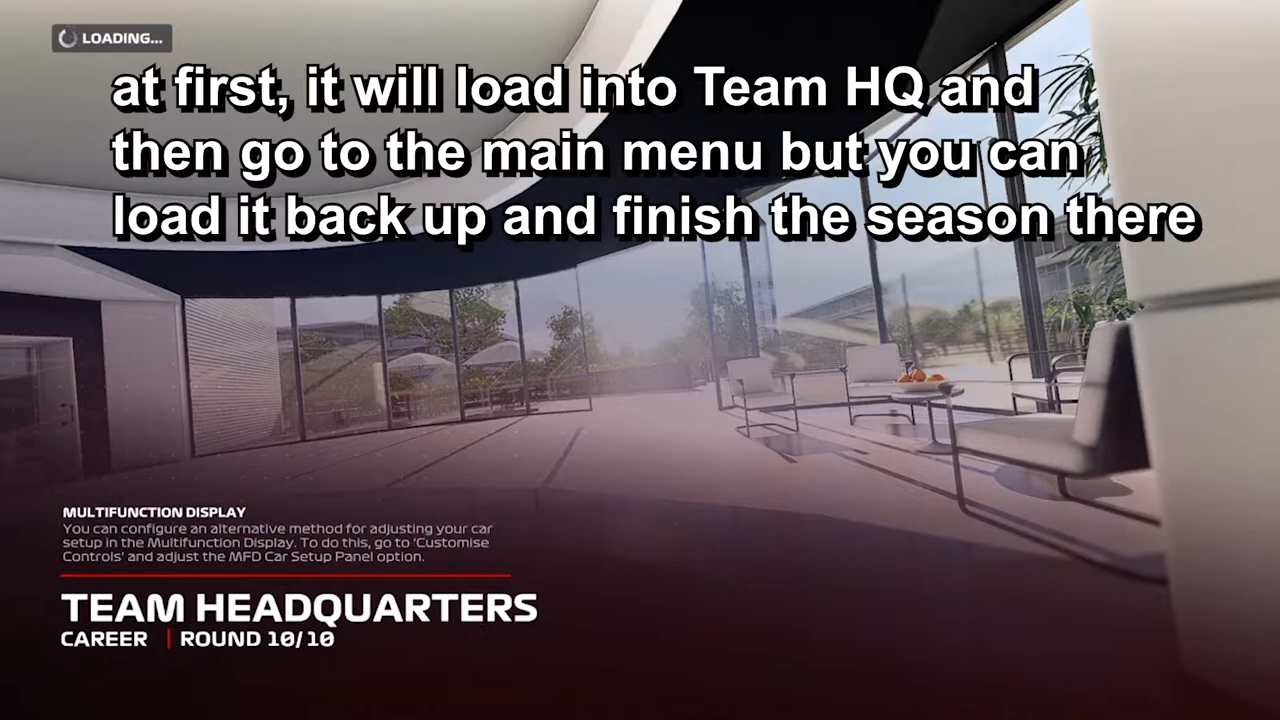 LOADING...
at first, it will load into Team HQ and
then go to the main menu but you can
load it back up and finish the season there
MULTIFUNCTION DISPLAY
You can configure an alternative method for adjusting your car
setup in the Multifunction Display. To do this, go to 'Customise
Controls' and adjust the MFD Car Setup Panel option.
TEAM HEADQUARTERS
CAREER | ROUND 10/10